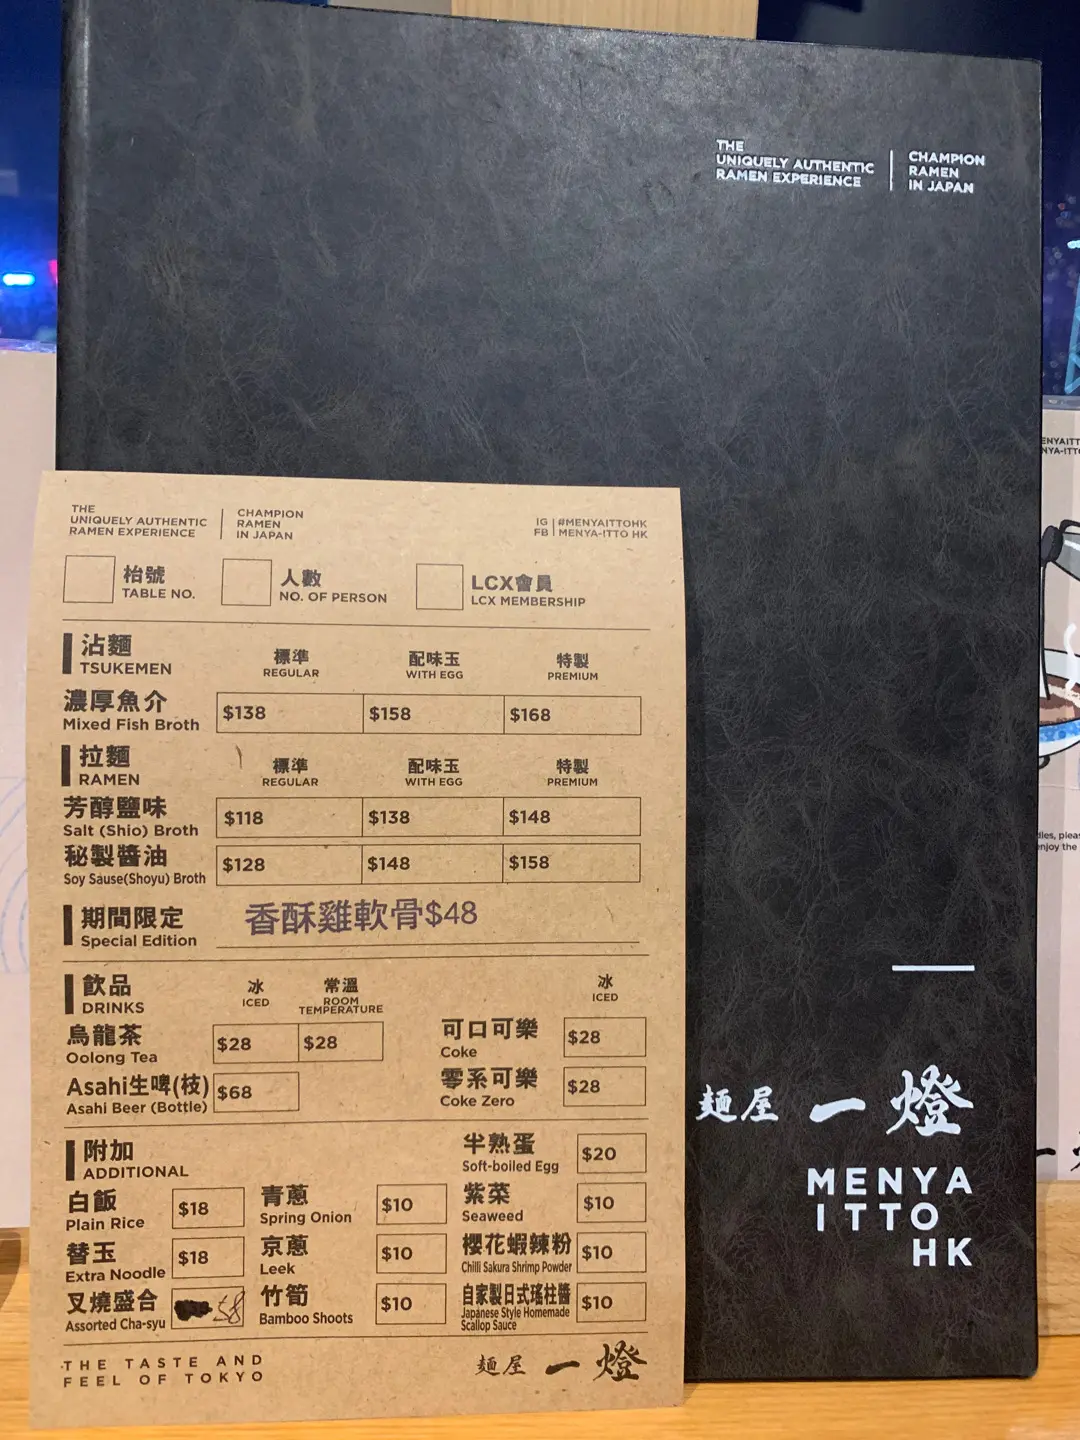 THE
UNIQUELY AUTHENTIC
RAMEN EXPERIENCE
CHAMPION
RAMEN
IN JAPAN
麵屋 一燈
MENYA
ITTO
HK
THE
UNIQUELY AUTHENTIC
RAMEN EXPERIENCE
CHAMPION
RAMEN
IN JAPAN
IG #MENYAITTOHK
FB MENYA-ITTO HK
枱號
TABLE NO.
人數
NO. OF PERSON
LCX會員
LCX MEMBERSHIP
沾麵
TSUKEMEN
標準
REGULAR
配味玉
WITH EGG
特製
PREMIUM
濃厚魚介
Mixed Fish Broth
$138 $158 $168
拉麵
RAMEN
標準
REGULAR
配味玉
WITH EGG
特製
PREMIUM
芳醇鹽味
Salt (Shio) Broth
$118 $138 $148
秘製醬油
Soy Sause(Shoyu) Broth
$128 $148 $158
期間限定
Special Edition
香酥雞軟骨$48
飲品
DRINKS
冰
ICED
常溫
ROOM
TEMPERATURE
冰
ICED
烏龍茶
Oolong Tea
$28 $28
可口可樂
Coke
$28
Asahi生啤(枝)
Asahi Beer (Bottle)
$68
零系可樂
Coke Zero
$28
附加
ADDITIONAL
半熟蛋
Soft-boiled Egg
$20
白飯
Plain Rice
$18
青蔥
Spring Onion
$10
紫菜
Seaweed
$10
替玉
Extra Noodle
$18
京蔥
Leek
$10
櫻花蝦辣粉
Chilli Sakura Shrimp Powder
$10
叉燒盛合
Assorted Cha-syu
58
竹筍
Bamboo Shoots
$10
自家製日式瑤柱醬
Japanese Style Homemade
Scallop Sauce
$10
THE TASTE AND
FEEL OF TOKYO
麵屋 一燈